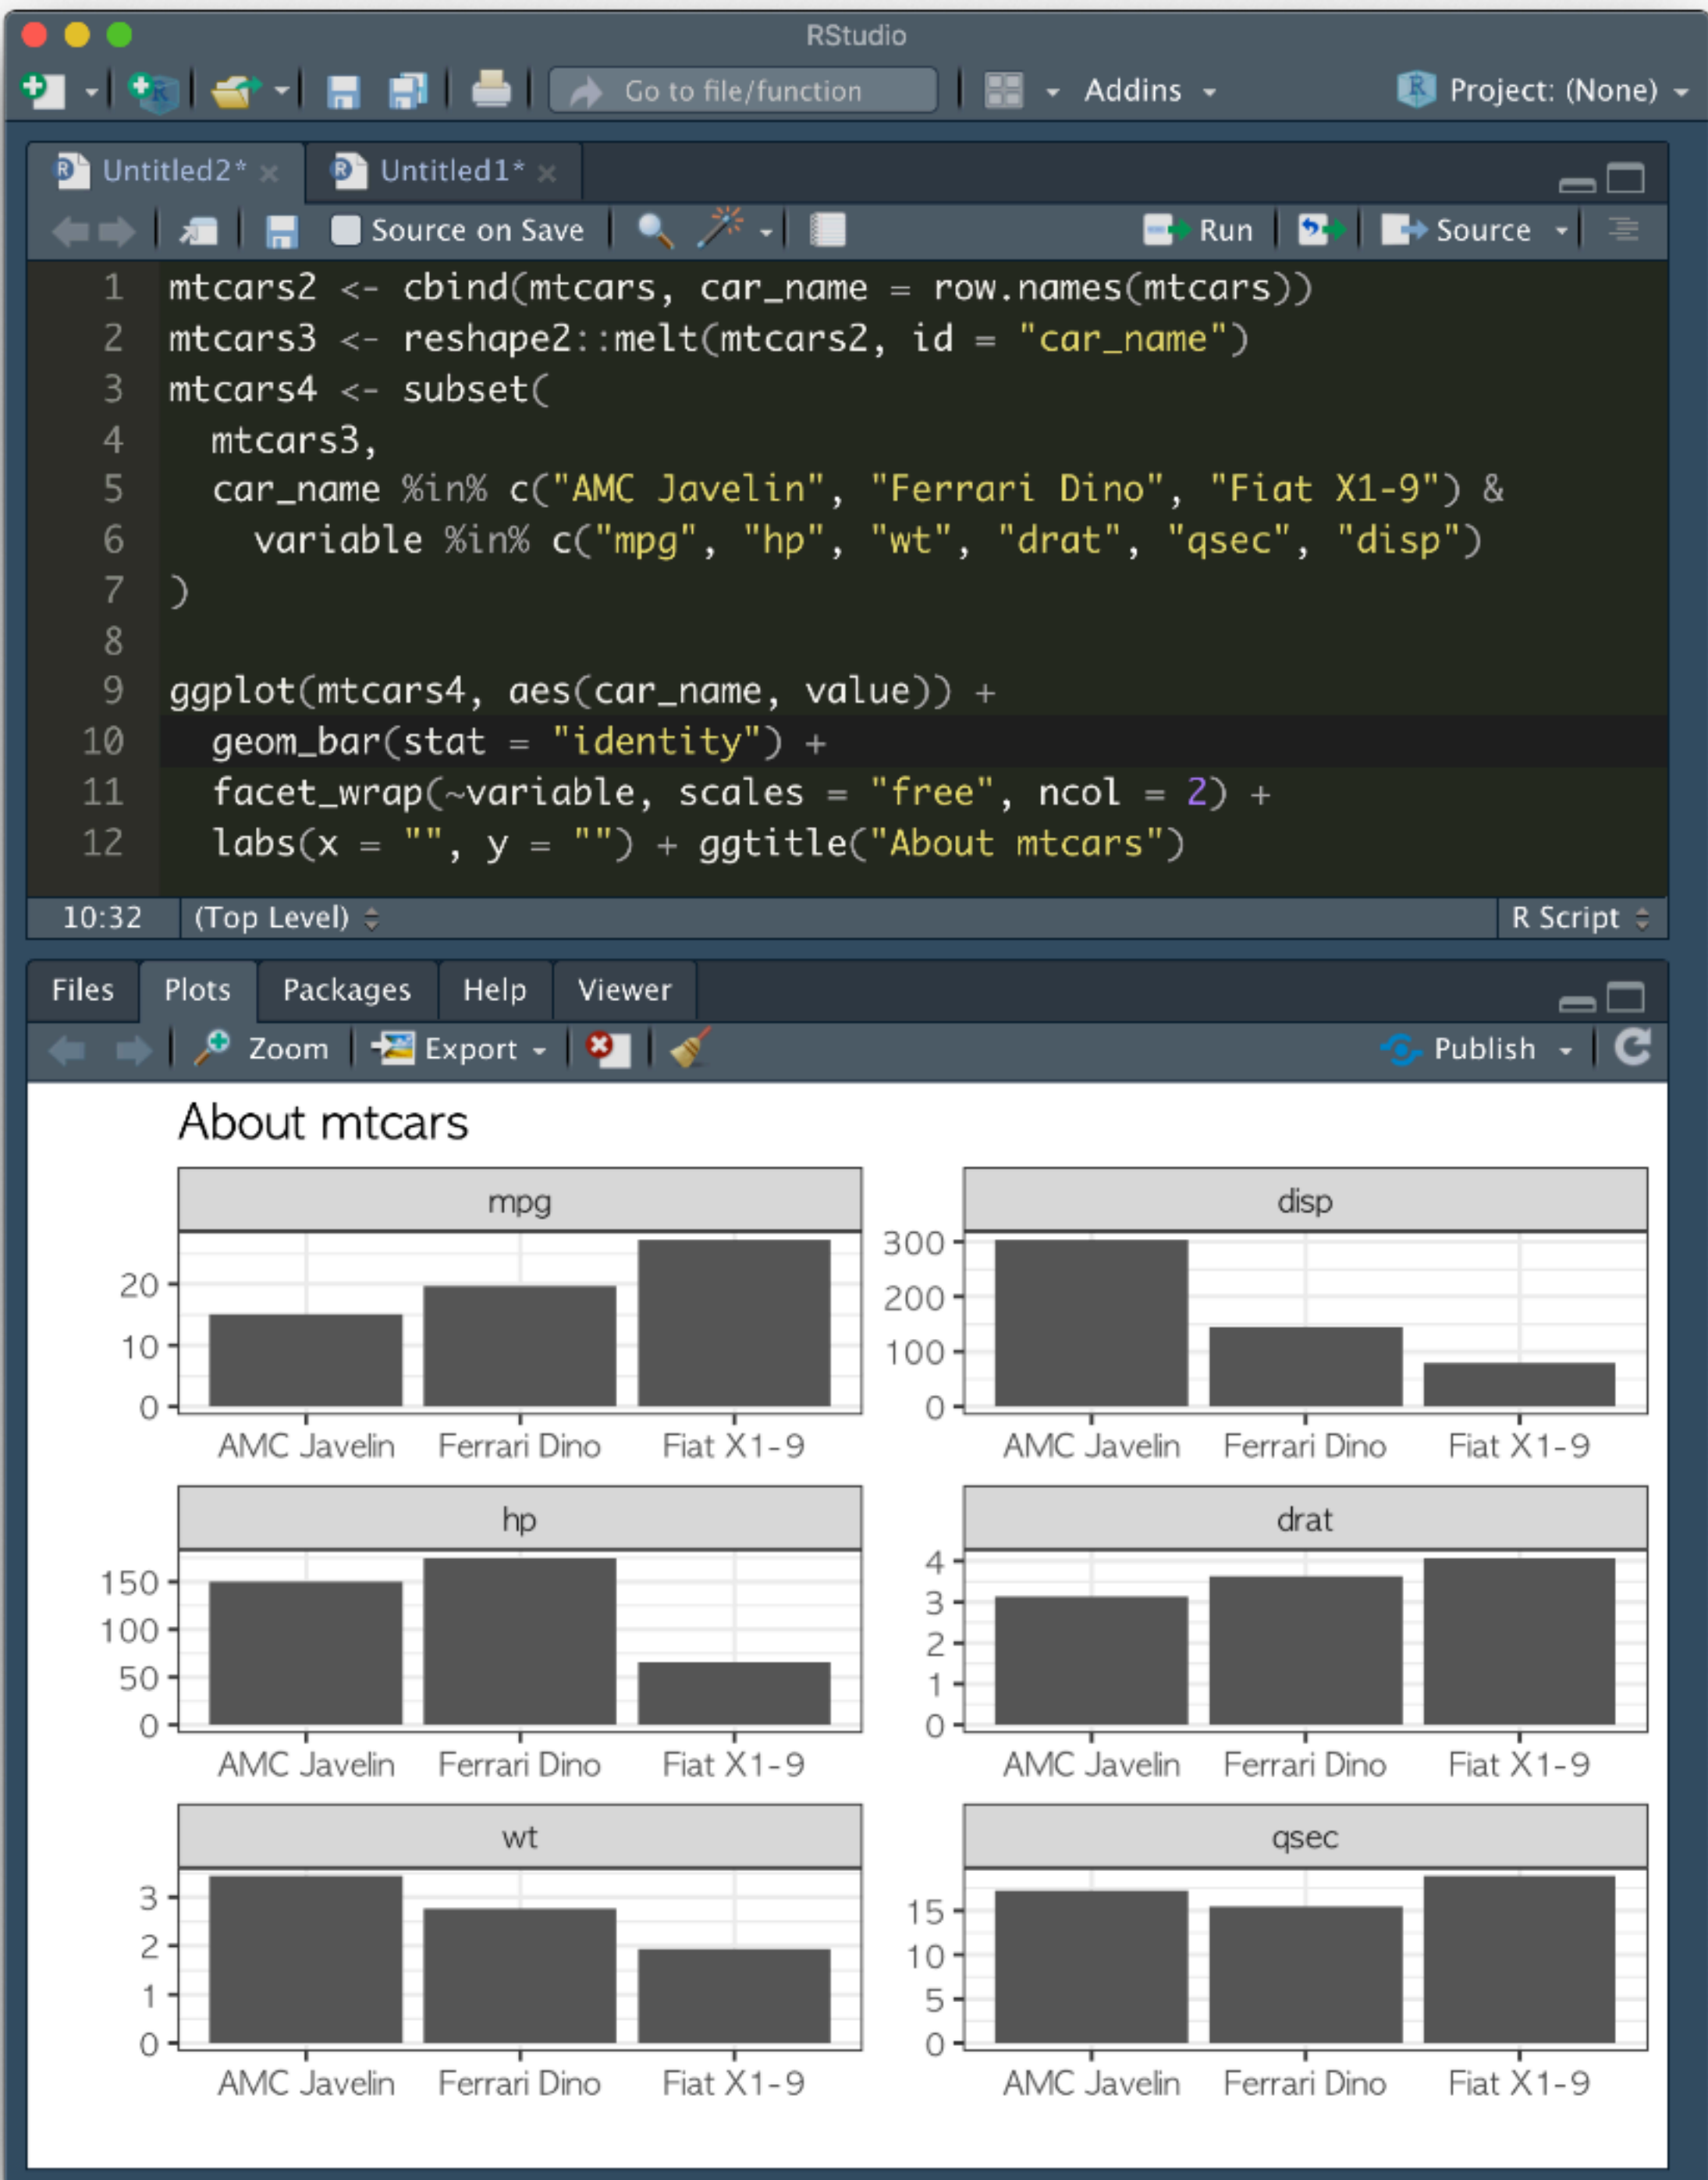 RStudio
Go to file/function
Addins
Project: (None)
Untitled2*
Untitled1*
Source on Save
Run
Source
1 mtcars2 <- cbind(mtcars, car_name = row.names(mtcars))
2 mtcars3 <- reshape2::melt(mtcars2, id = "car_name")
3 mtcars4 <- subset(
4   mtcars3,
5   car_name %in% c("AMC Javelin", "Ferrari Dino", "Fiat X1-9") &
6     variable %in% c("mpg", "hp", "wt", "drat", "qsec", "disp")
7 )
8
9 ggplot(mtcars4, aes(car_name, value)) +
10   geom_bar(stat = "identity") +
11   facet_wrap(~variable, scales = "free", ncol = 2) +
12   labs(x = "", y = "") + ggtitle("About mtcars")
10:32 (Top Level) R Script
Files Plots Packages Help Viewer
Zoom Export Publish
About mtcars
mpg
20
10
0
AMC Javelin Ferrari Dino Fiat X1-9
disp
300
200
100
0
AMC Javelin Ferrari Dino Fiat X1-9
hp
150
100
50
0
AMC Javelin Ferrari Dino Fiat X1-9
drat
4
3
2
1
0
AMC Javelin Ferrari Dino Fiat X1-9
wt
3
2
1
0
AMC Javelin Ferrari Dino Fiat X1-9
qsec
15
10
5
0
AMC Javelin Ferrari Dino Fiat X1-9